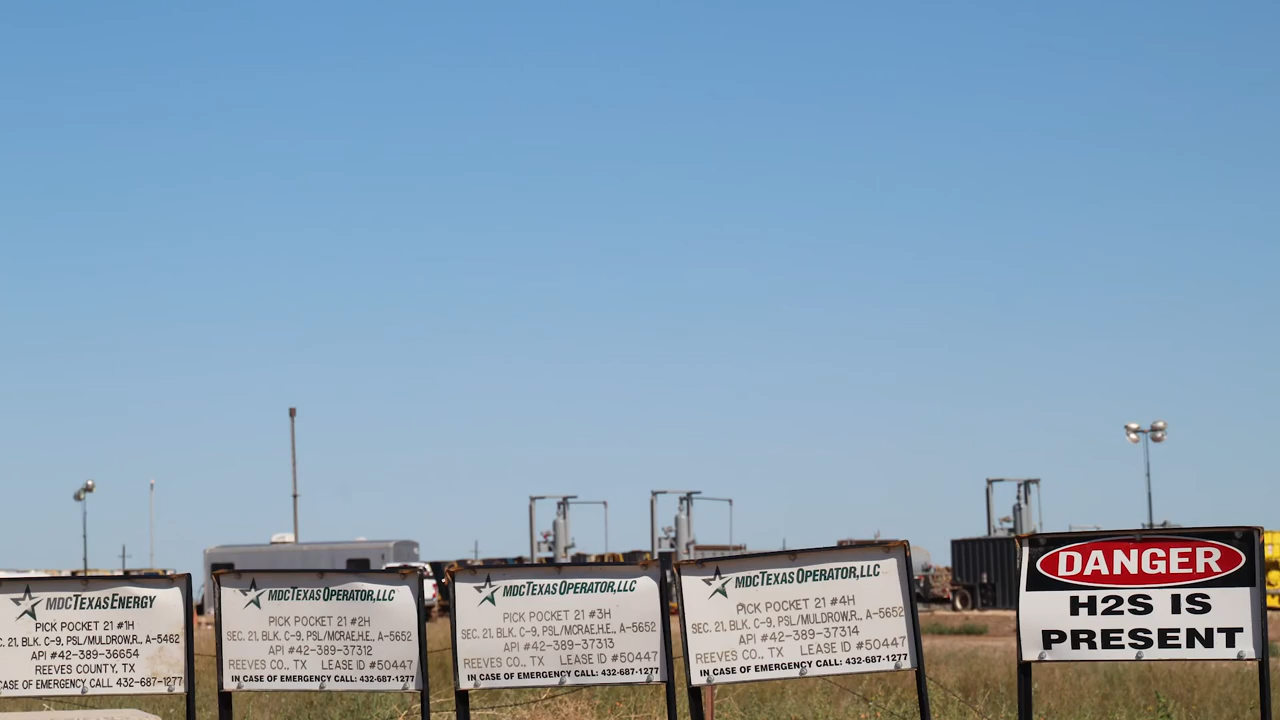 MDCTEXASENERGY
PICK POCKET 21 #1H
C. 21, BLK. C-9, PSL/MULDROW,R., A-5462
API #42-389-36654
REEVES COUNTY, TX
CASE OF EMERGENCY CALL: 432-687-1277
MDCTEXASOPERATOR,LLC
PICK POCKET 21 #2H
SEC. 21, BLK. C-9, PSL/MCRAE,H.E., A-5652
API #42-389-37312
REEVES CO., TX LEASE ID #50447
IN CASE OF EMERGENCY CALL: 432-687-1277
MDCTEXASOPERATOR,LLC
PICK POCKET 21 #3H
SEC. 21, BLK. C-9, PSL/MCRAE,H.E., A-5652
API #42-389-37313
REEVES CO., TX LEASE ID #50447
IN CASE OF EMERGENCY CALL: 432-687-1277
MDCTEXASOPERATOR,LLC
PICK POCKET 21 #4H
SEC. 21, BLK. C-9, PSL/MULDROW,R., A-5652
API #42-389-37314
REEVES CO., TX LEASE ID #50447
IN CASE OF EMERGENCY CALL: 432-687-1277
DANGER
H2S IS
PRESENT